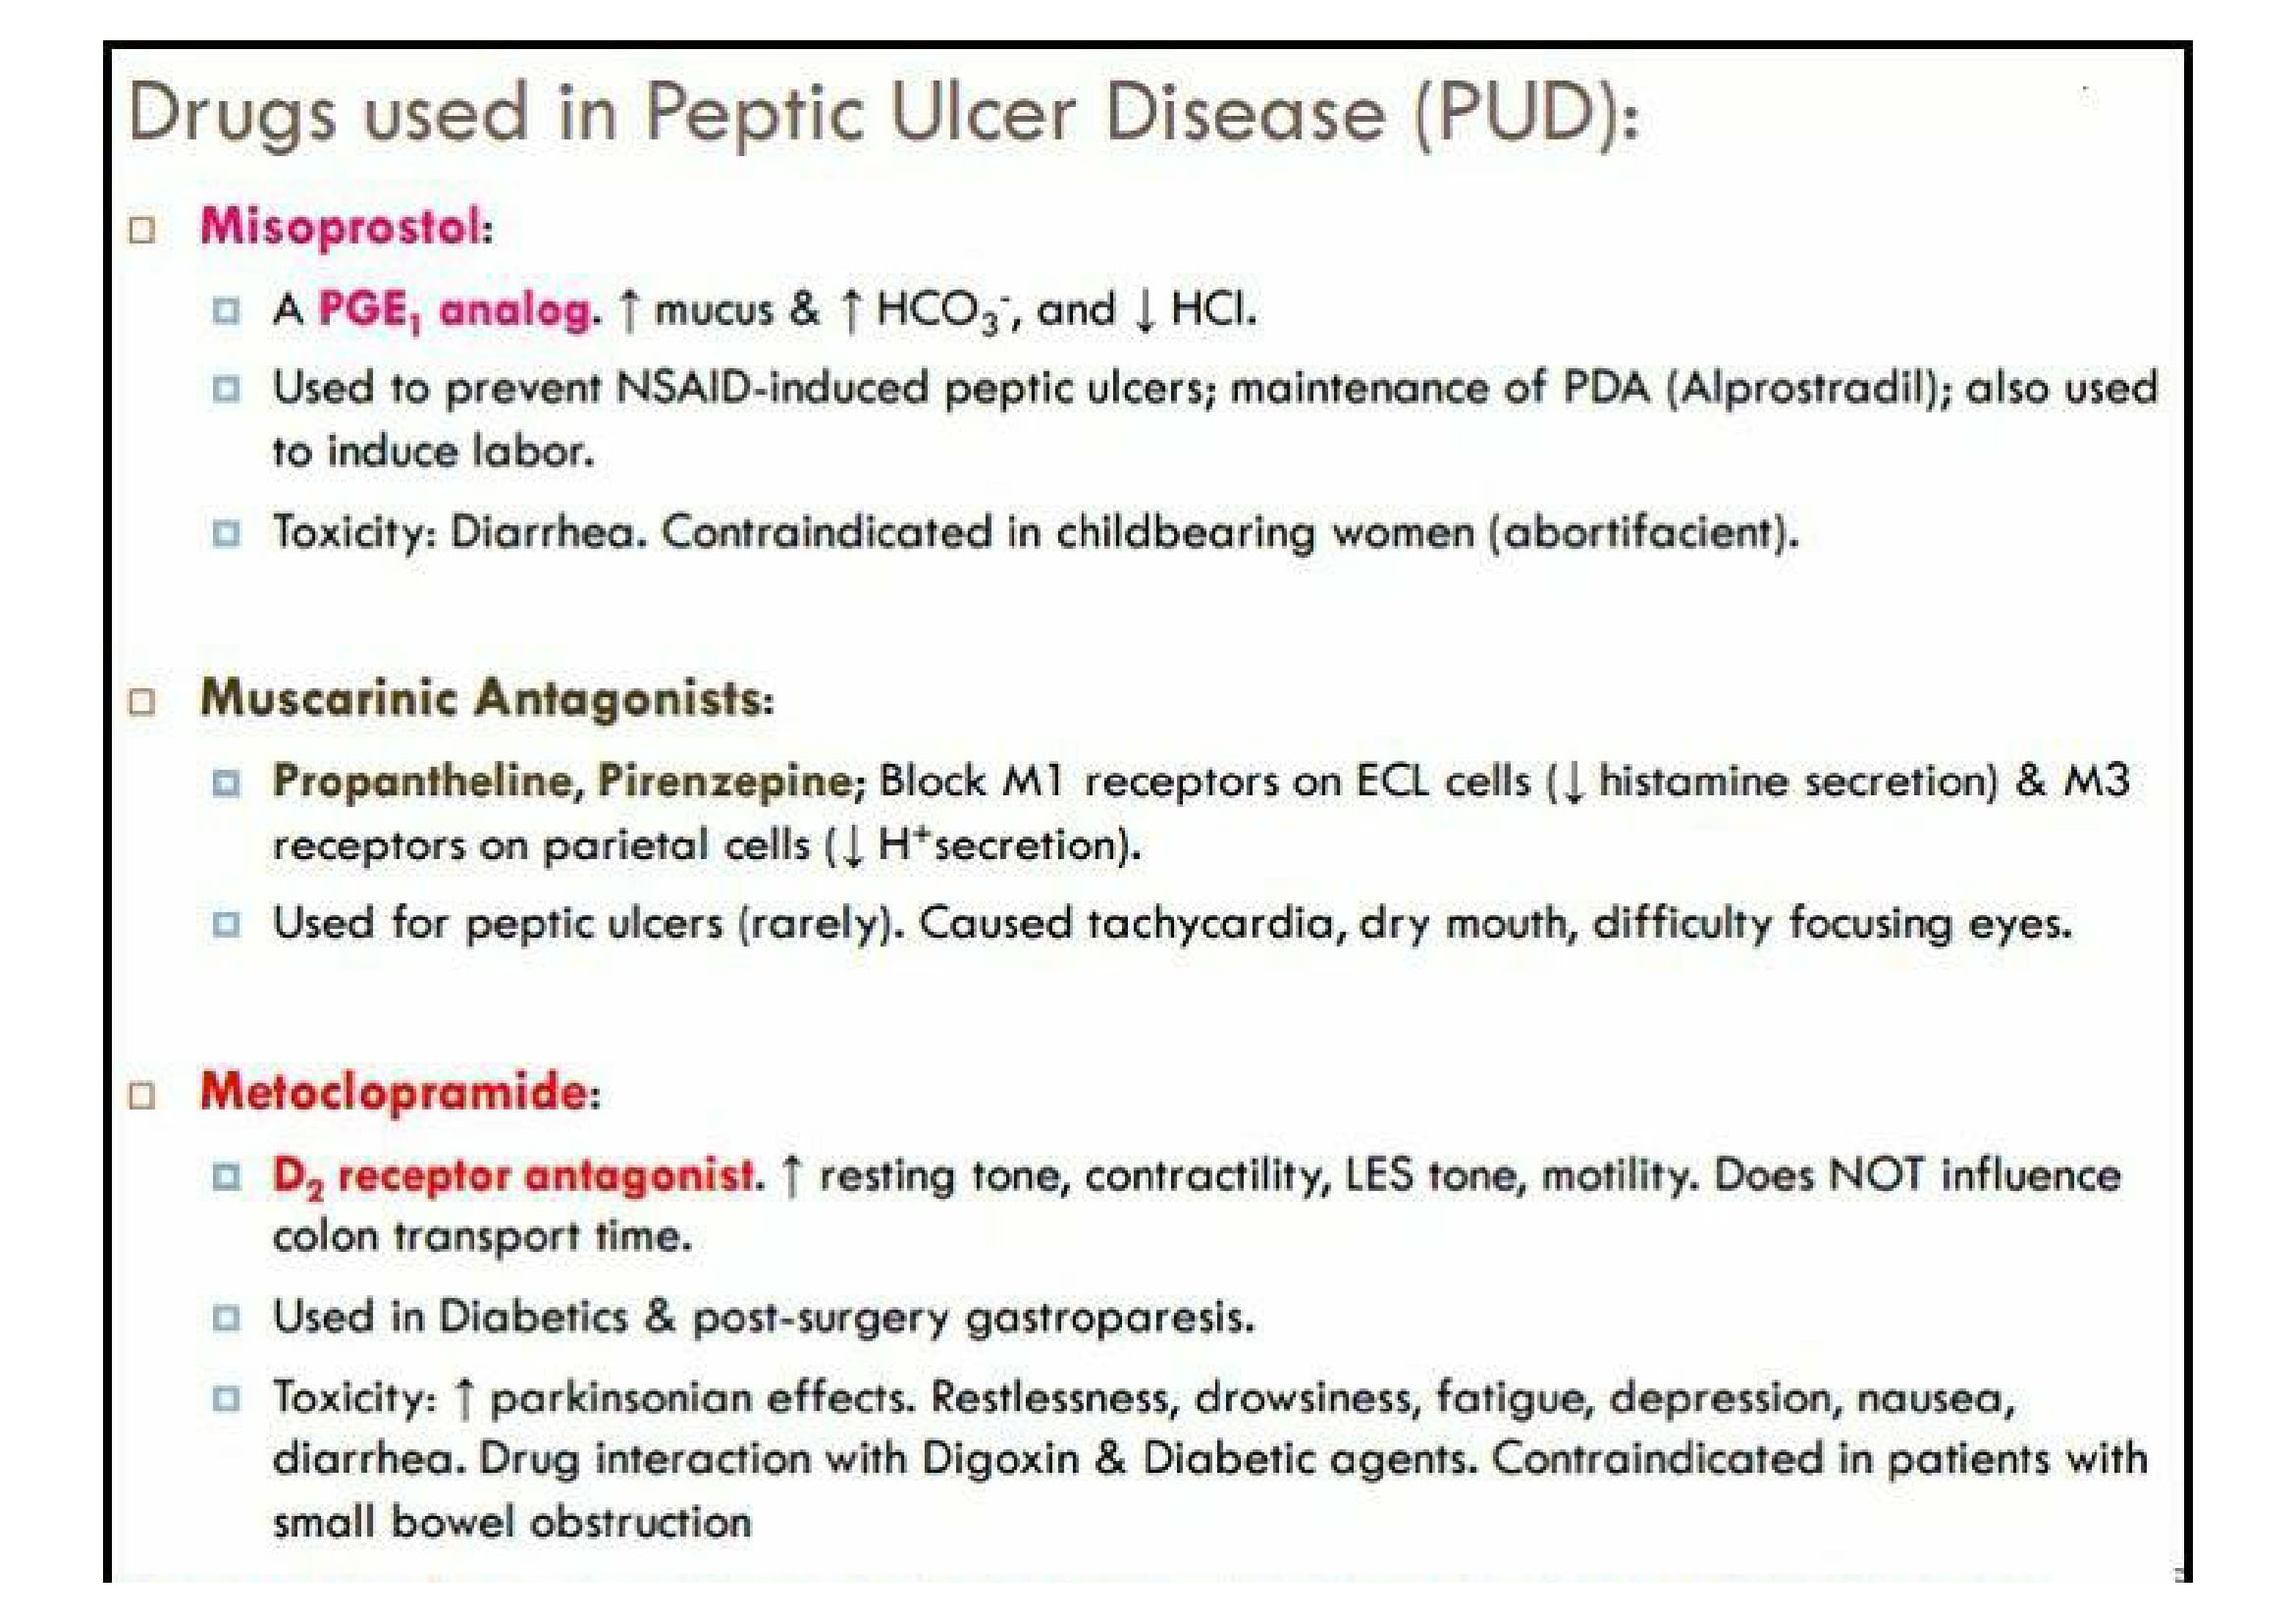 Drugs used in Peptic Ulcer Disease (PUD):
Misoprostol:
A PGE₁ analog. ↑ mucus & ↑ HCO₃⁻, and ↓ HCl.
Used to prevent NSAID-induced peptic ulcers; maintenance of PDA (Alprostradil); also used
to induce labor.
Toxicity: Diarrhea. Contraindicated in childbearing women (abortifacient).
Muscarinic Antagonists:
Propantheline, Pirenzepine; Block M1 receptors on ECL cells (↓ histamine secretion) & M3
receptors on parietal cells (↓ H⁺secretion).
Used for peptic ulcers (rarely). Caused tachycardia, dry mouth, difficulty focusing eyes.
Metoclopramide:
D₂ receptor antagonist. ↑ resting tone, contractility, LES tone, motility. Does NOT influence
colon transport time.
Used in Diabetics & post-surgery gastroparesis.
Toxicity: ↑ parkinsonian effects. Restlessness, drowsiness, fatigue, depression, nausea,
diarrhea. Drug interaction with Digoxin & Diabetic agents. Contraindicated in patients with
small bowel obstruction